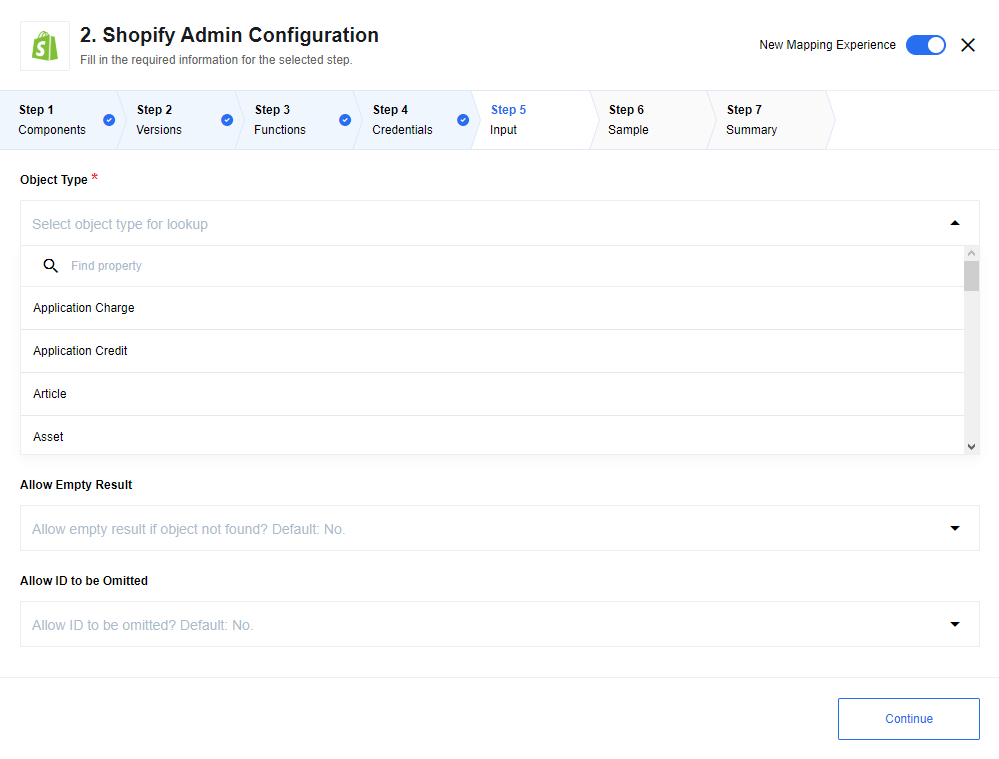 2. Shopify Admin Configuration
Fill in the required information for the selected step.
New Mapping Experience
Step 1
Components
Step 2
Versions
Step 3
Functions
Step 4
Credentials
Step 5
Input
Step 6
Sample
Step 7
Summary
Object Type *
Select object type for lookup
Find property
Application Charge
Application Credit
Article
Asset
Allow Empty Result
Allow empty result if object not found? Default: No.
Allow ID to be Omitted
Allow ID to be omitted? Default: No.
Continue